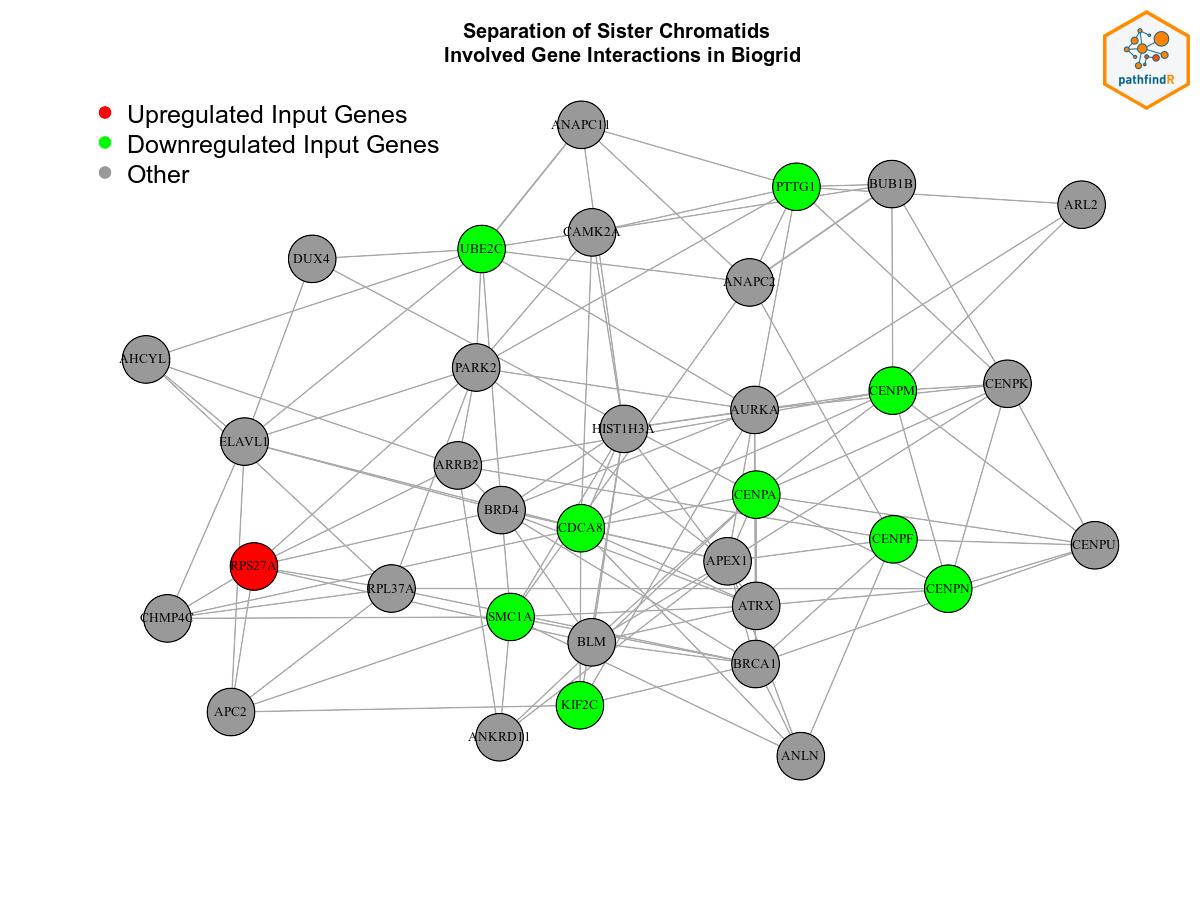 Separation of Sister Chromatids
Involved Gene Interactions in Biogrid
pathfindR
Upregulated Input Genes
Downregulated Input Genes
Other
ANAPC11
PTTG1
BUB1B
ARL2
CAMK2A
UBE2C
DUX4
ANAPC2
AHCYL
PARK2
CENPM
CENPK
AURKA
HIST1H3A
ELAVL1
ARRB2
CENPA
BRD4
CDCA8
CENPF
CENPU
APEX1
RPS27A
RPL37A
CENPN
ATRX
CHMP4C
SMC1A
BLM
BRCA1
KIF2C
APC2
ANKRD11
ANLN